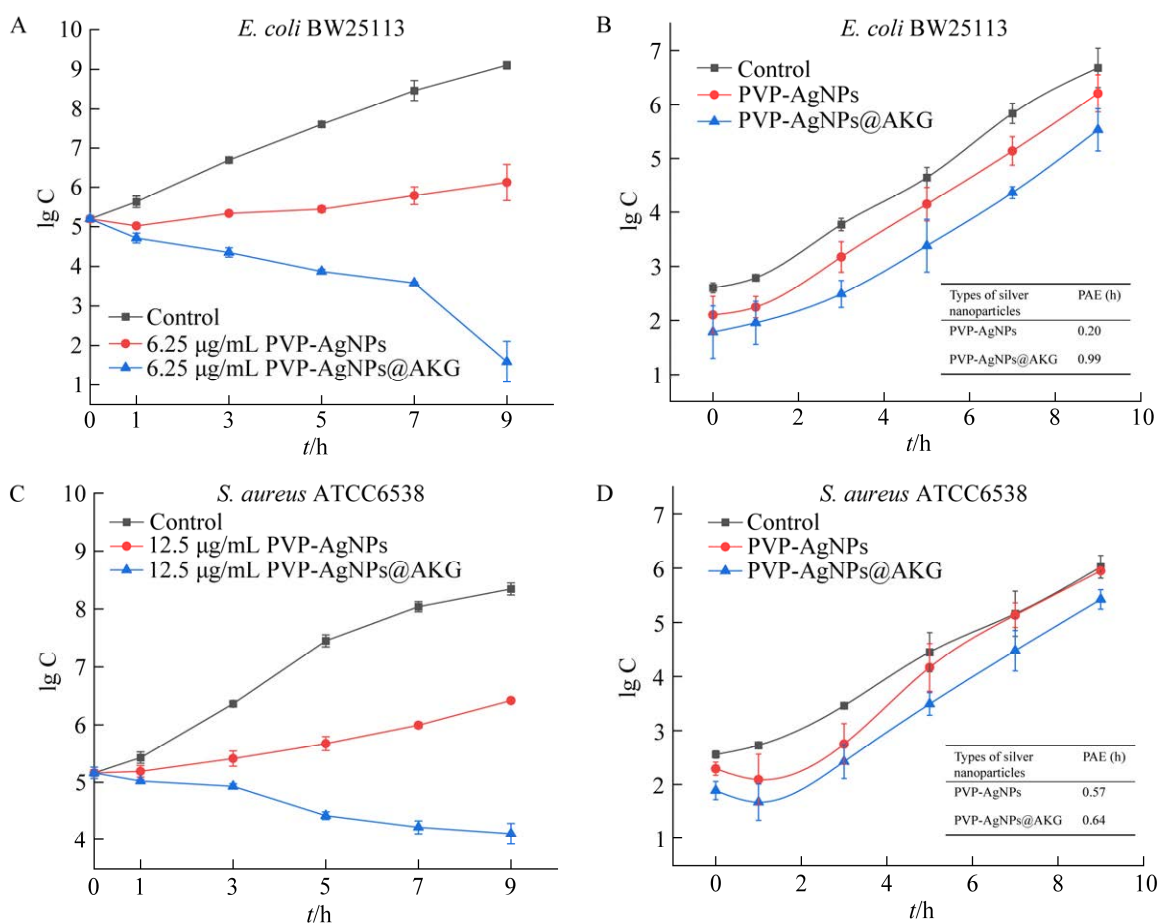 A
E. coli BW25113
10
9
8
7
6
5
4
3
2
1
lg C
Control
6.25 μg/mL PVP-AgNPs
6.25 μg/mL PVP-AgNPs@AKG
0 1 3 5 7 9
t/h
B
E. coli BW25113
7
6
5
4
3
2
1
lg C
Control
PVP-AgNPs
PVP-AgNPs@AKG
Types of silver nanoparticles PAE (h)
PVP-AgNPs 0.20
PVP-AgNPs@AKG 0.99
0 2 4 6 8 10
t/h
C
S. aureus ATCC6538
10
9
8
7
6
5
4
lg C
Control
12.5 μg/mL PVP-AgNPs
12.5 μg/mL PVP-AgNPs@AKG
0 1 3 5 7 9
t/h
D
S. aureus ATCC6538
7
6
5
4
3
2
1
lg C
Control
PVP-AgNPs
PVP-AgNPs@AKG
Types of silver nanoparticles PAE (h)
PVP-AgNPs 0.57
PVP-AgNPs@AKG 0.64
0 2 4 6 8 10
t/h